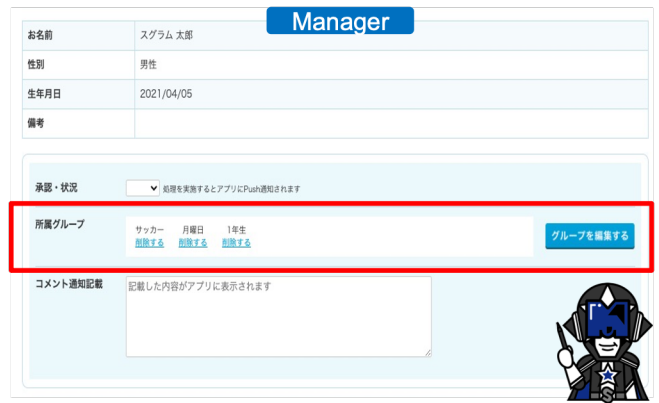 Manager
お名前 スグラム 太郎
性別 男性
生年月日 2021/04/05
備考
承認・状況 処理を実施するとアプリにPush通知されます
所属グループ サッカー 月曜日 1年生
削除する 削除する 削除する
グループを編集する
コメント通知記載 記載した内容がアプリに表示されます
M
S